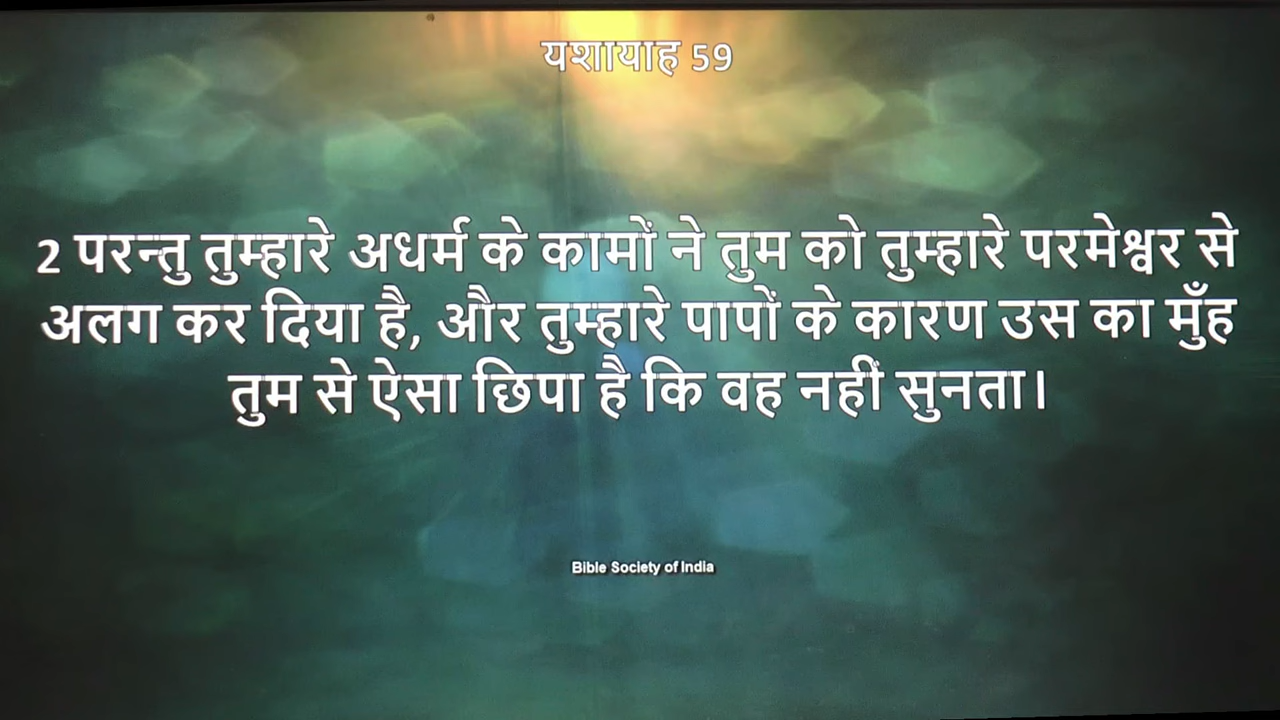 यशायाह 59
2 परन्तु तुम्हारे अधर्म के कामों ने तुम को तुम्हारे परमेश्वर से
अलग कर दिया है, और तुम्हारे पापों के कारण उस का मुँह
तुम से ऐसा छिपा है कि वह नहीं सुनता।
Bible Society of India